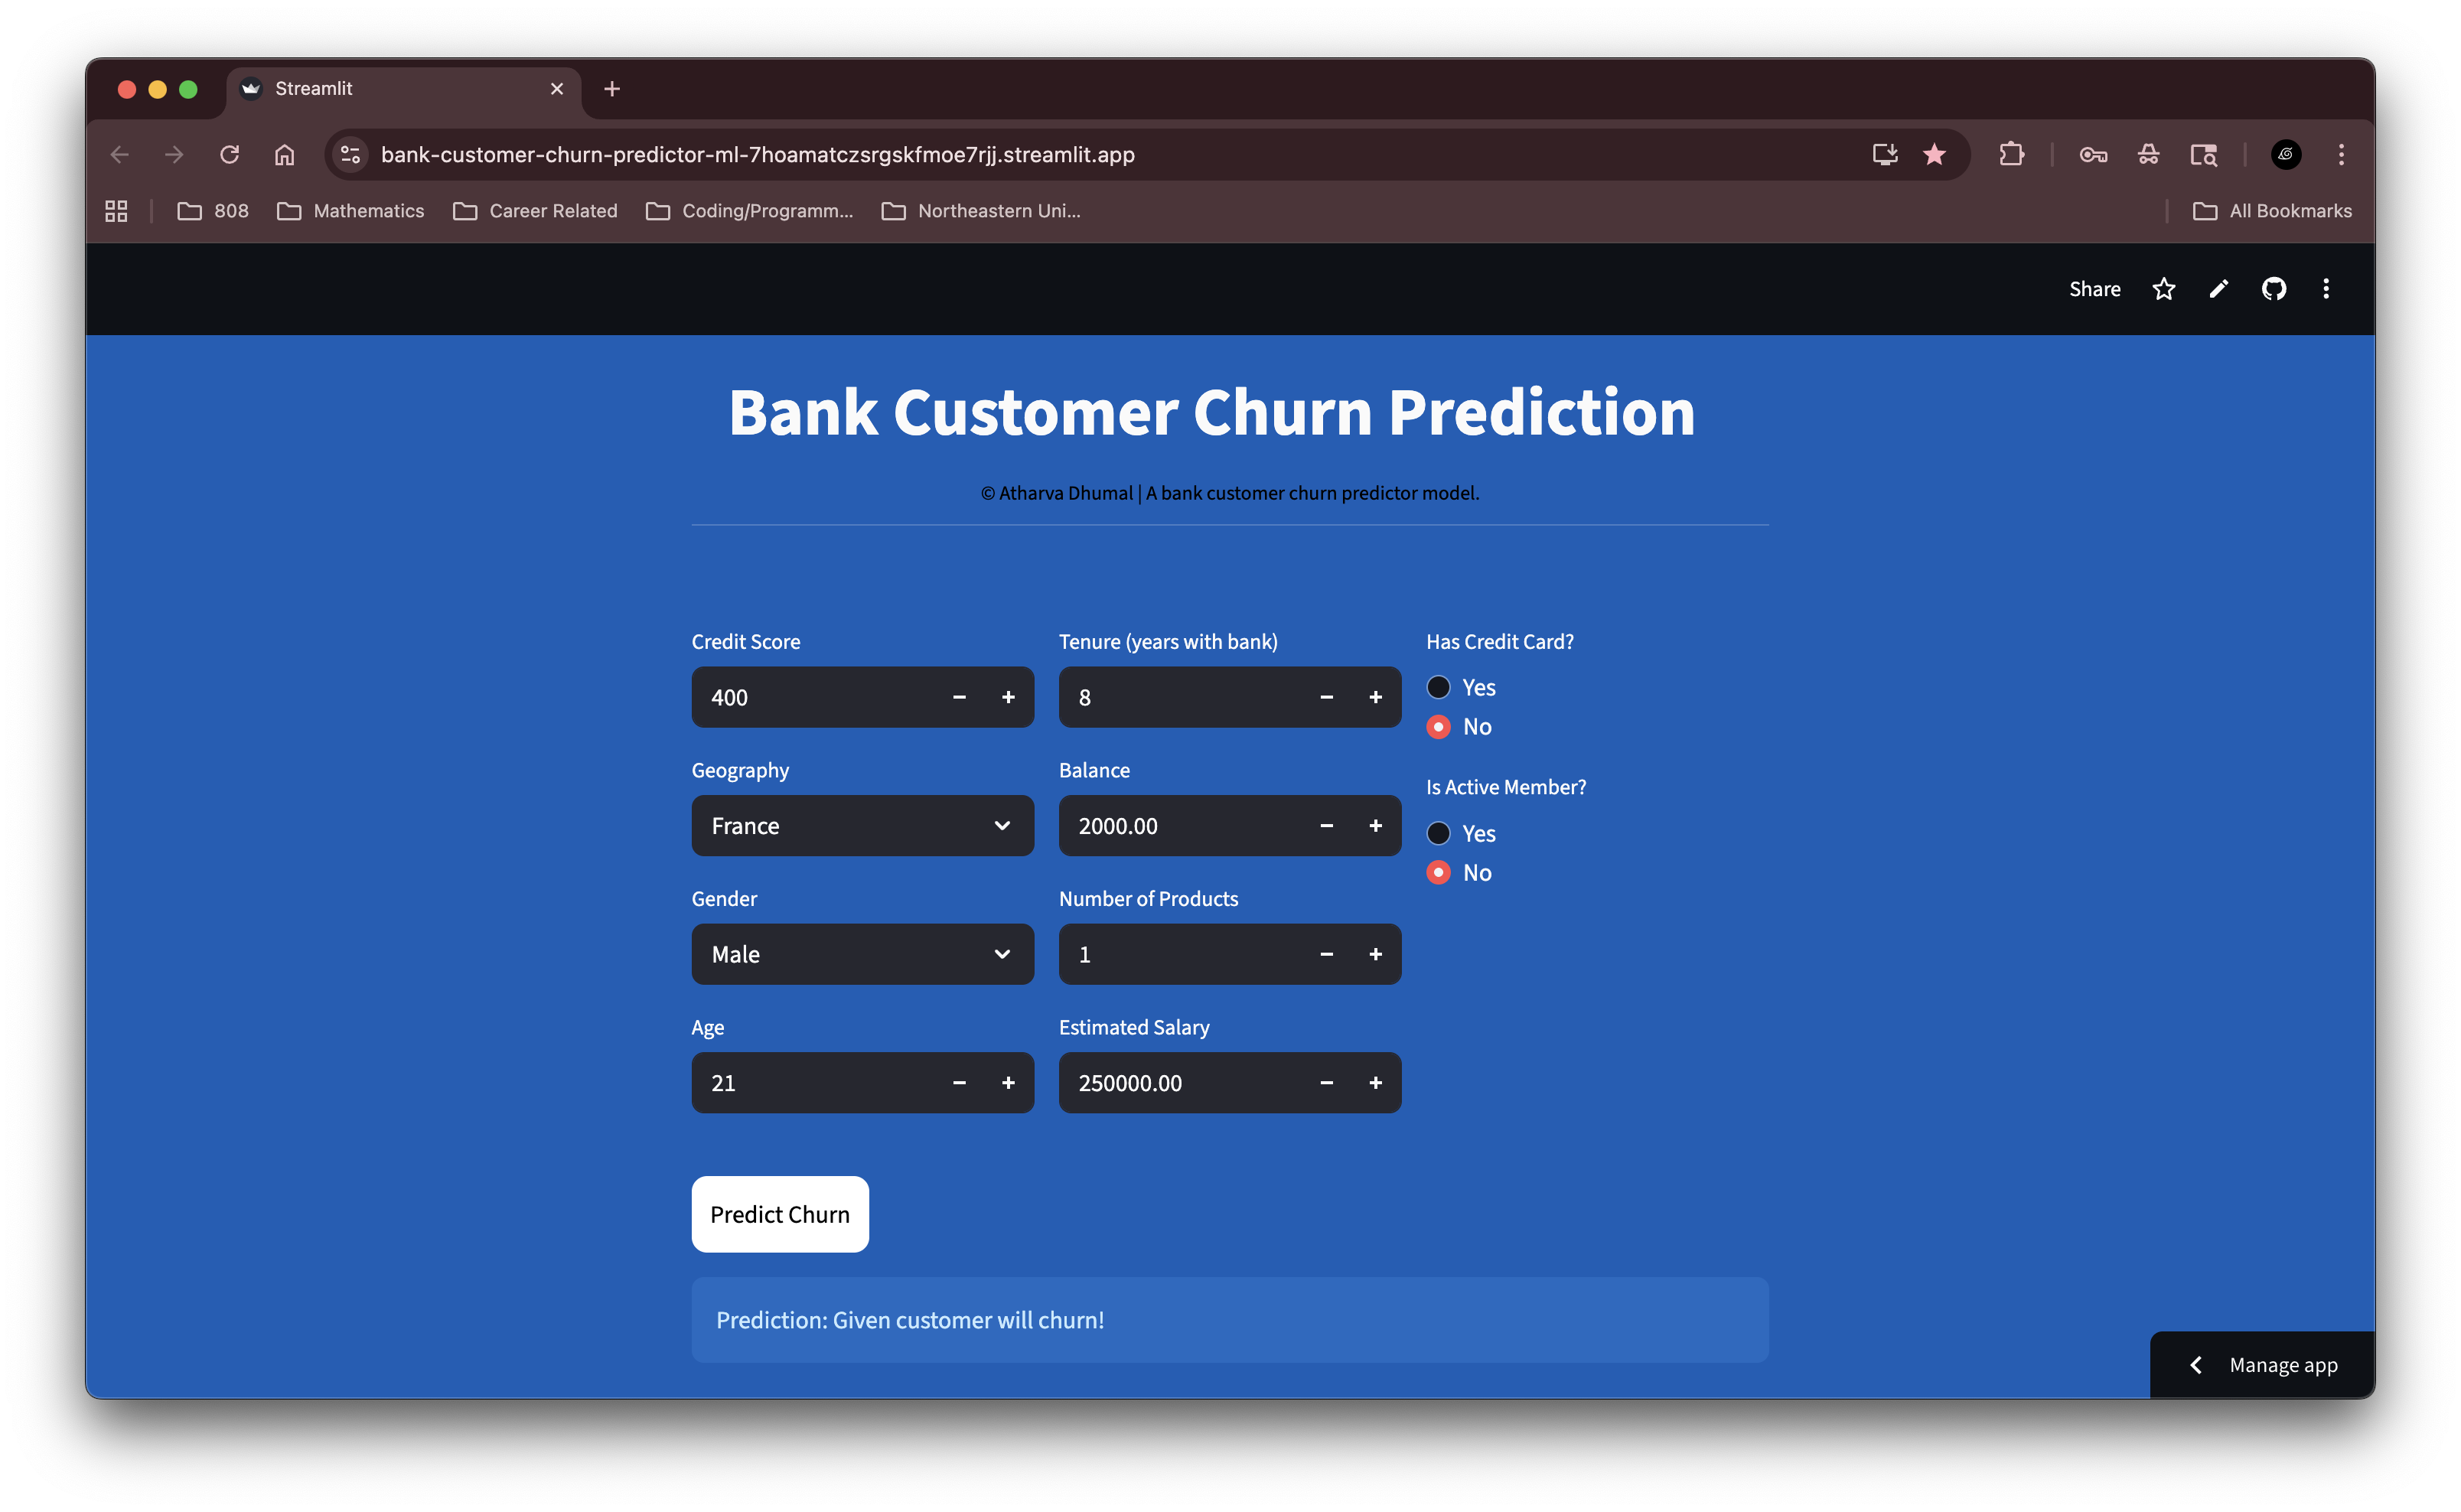 Streamlit
bank-customer-churn-predictor-ml-7hoamatczsrgskfmoe7rjj.streamlit.app
808
Mathematics
Career Related
Coding/Programm...
Northeastern Uni...
All Bookmarks
Share
Bank Customer Churn Prediction
© Atharva Dhumal | A bank customer churn predictor model.
Credit Score
400
Geography
France
Gender
Male
Age
21
Tenure (years with bank)
8
Balance
2000.00
Number of Products
1
Estimated Salary
250000.00
Has Credit Card?
Yes
No
Is Active Member?
Yes
No
Predict Churn
Prediction: Given customer will churn!
Manage app